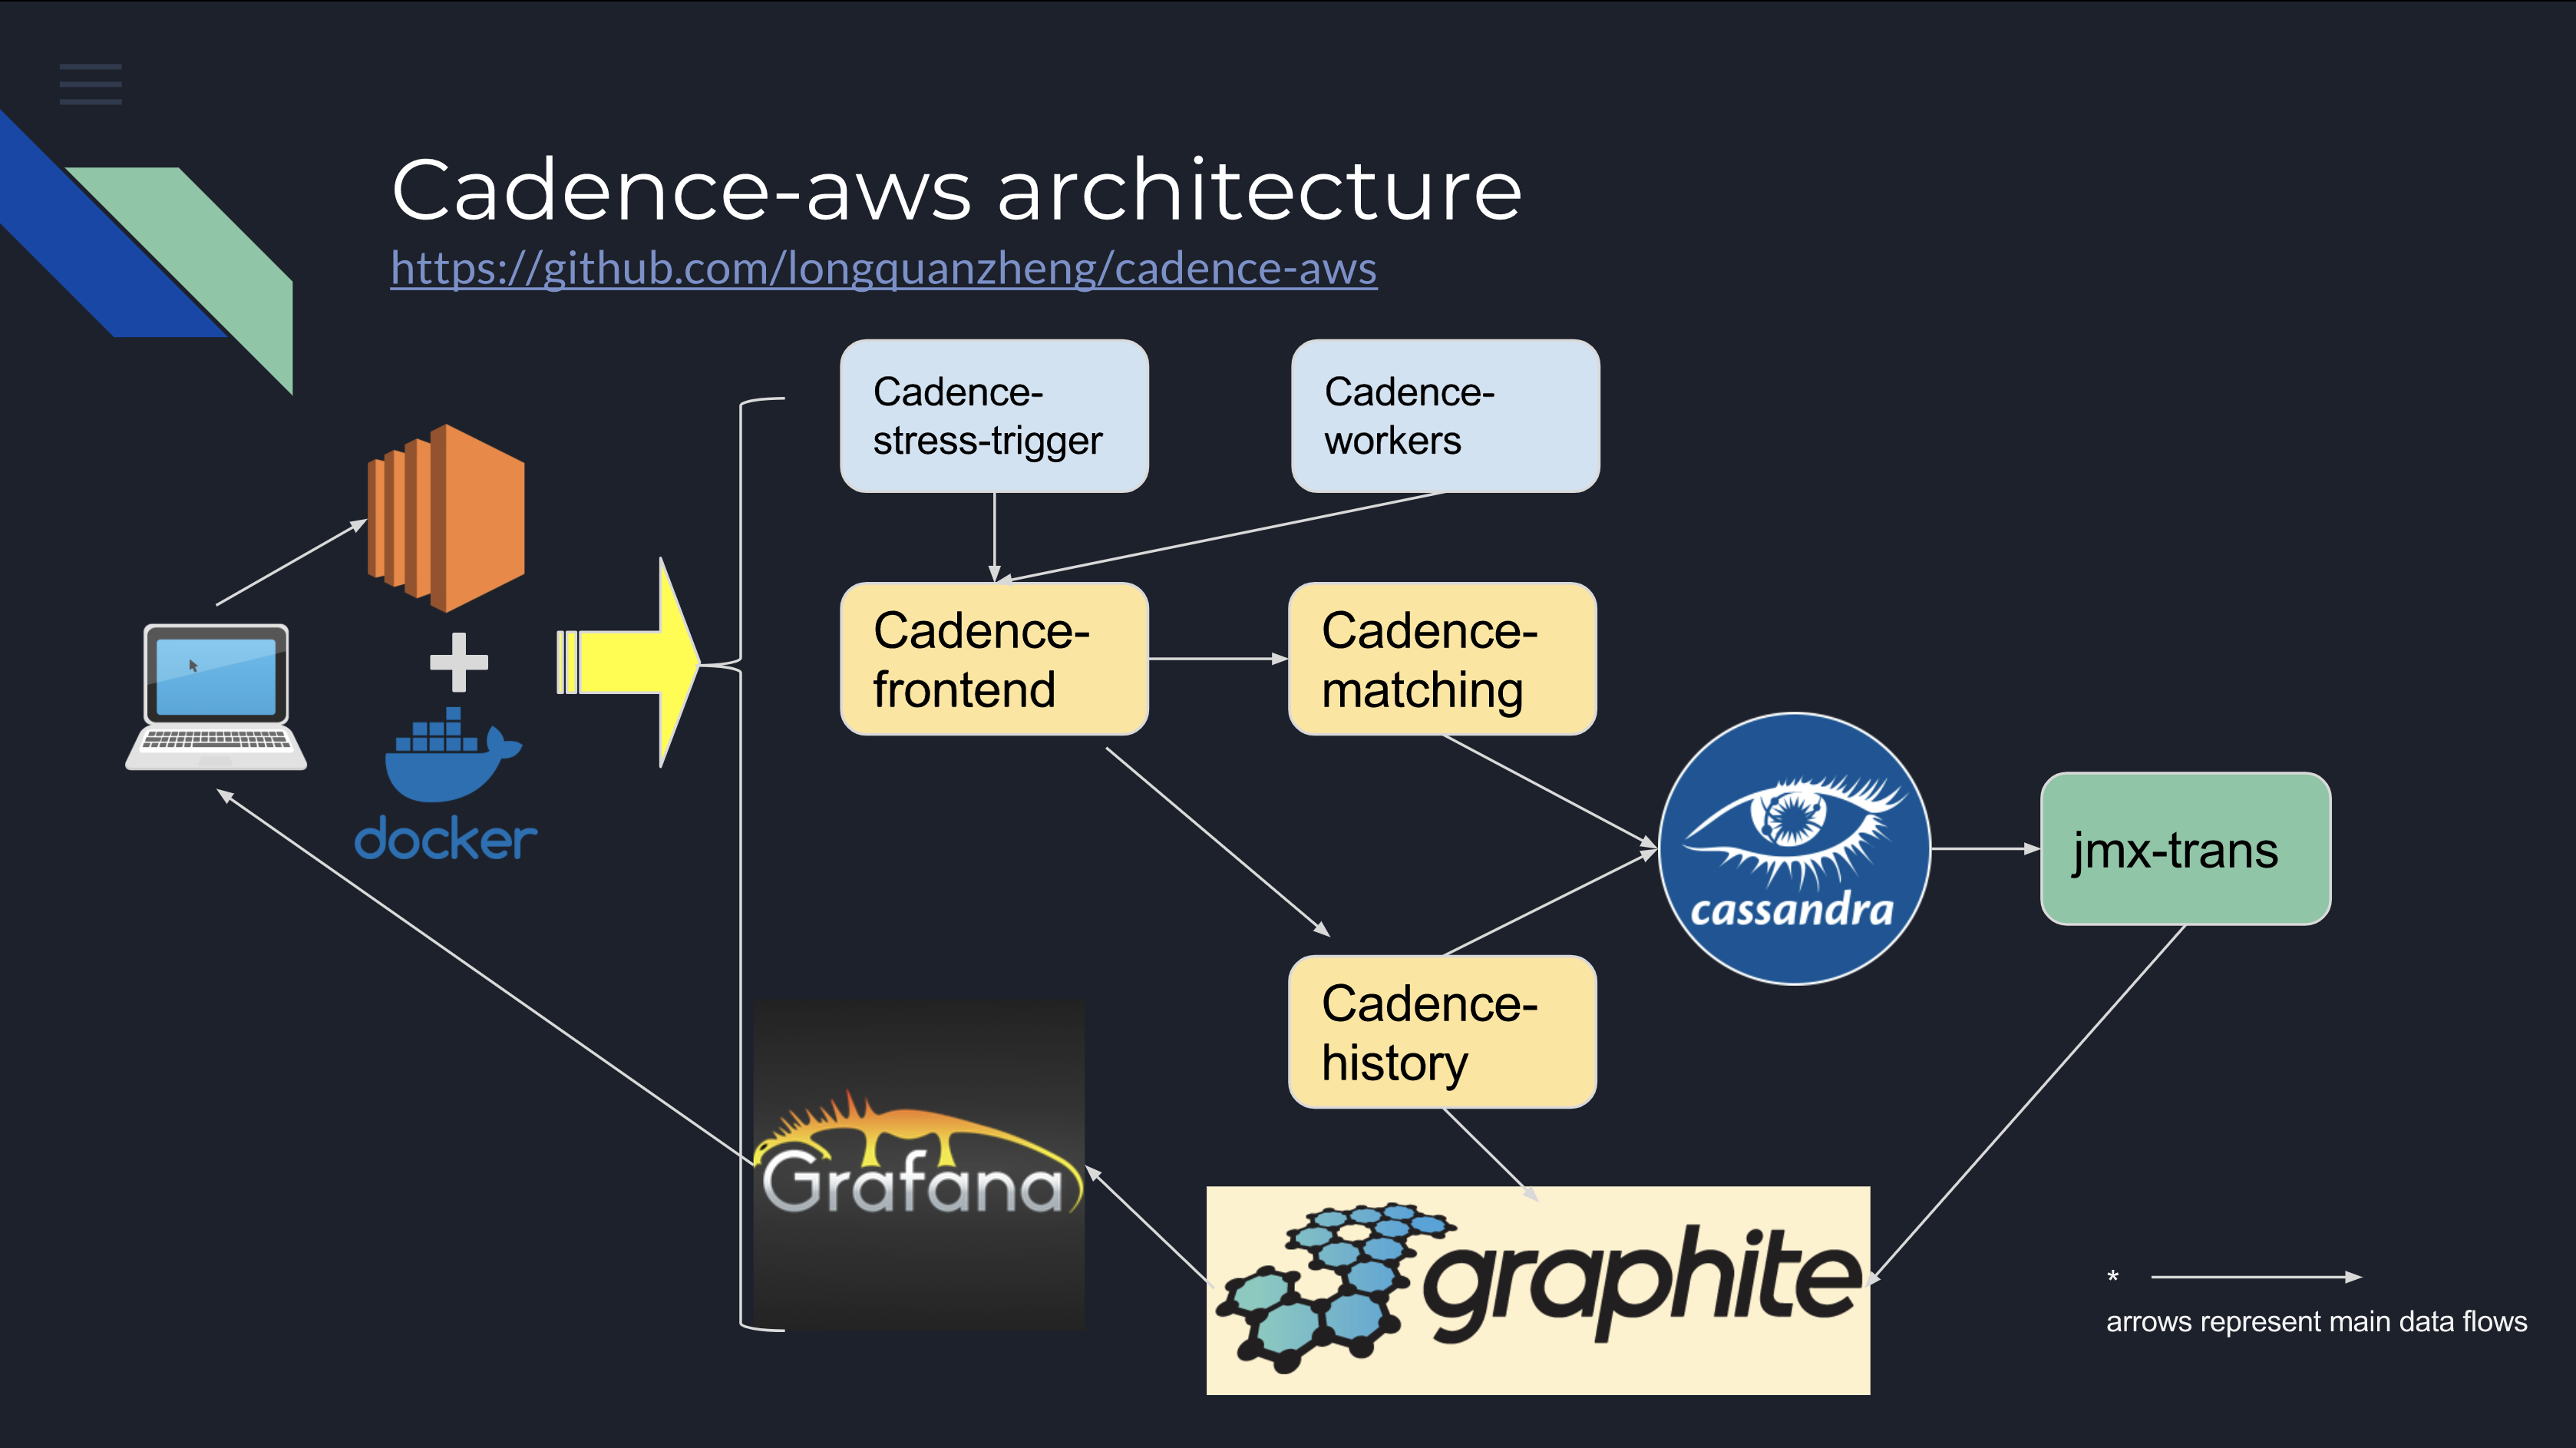 Cadence-aws architecture
https://github.com/longquanzheng/cadence-aws
Cadence-
stress-trigger
Cadence-
workers
Cadence-
frontend
Cadence-
matching
docker
cassandra
jmx-trans
Cadence-
history
Grafana
graphite
*
arrows represent main data flows